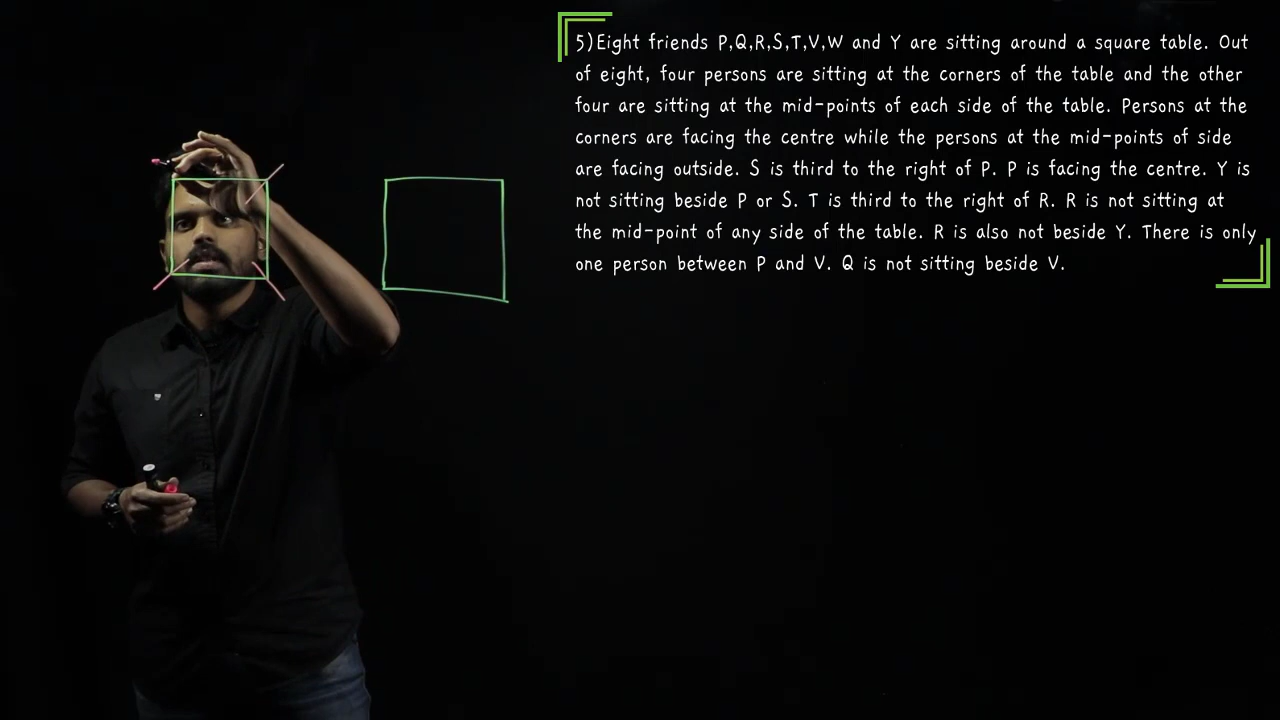 5)Eight friends P,Q,R,S,T,V,W and Y are sitting around a square table. Out
of eight, four persons are sitting at the corners of the table and the other
four are sitting at the mid-points of each side of the table. Persons at the
corners are facing the centre while the persons at the mid-points of side
are facing outside. S is third to the right of P. P is facing the centre. Y is
not sitting beside P or S. T is third to the right of R. R is not sitting at
the mid-point of any side of the table. R is also not beside Y. There is only
one person between P and V. Q is not sitting beside V.